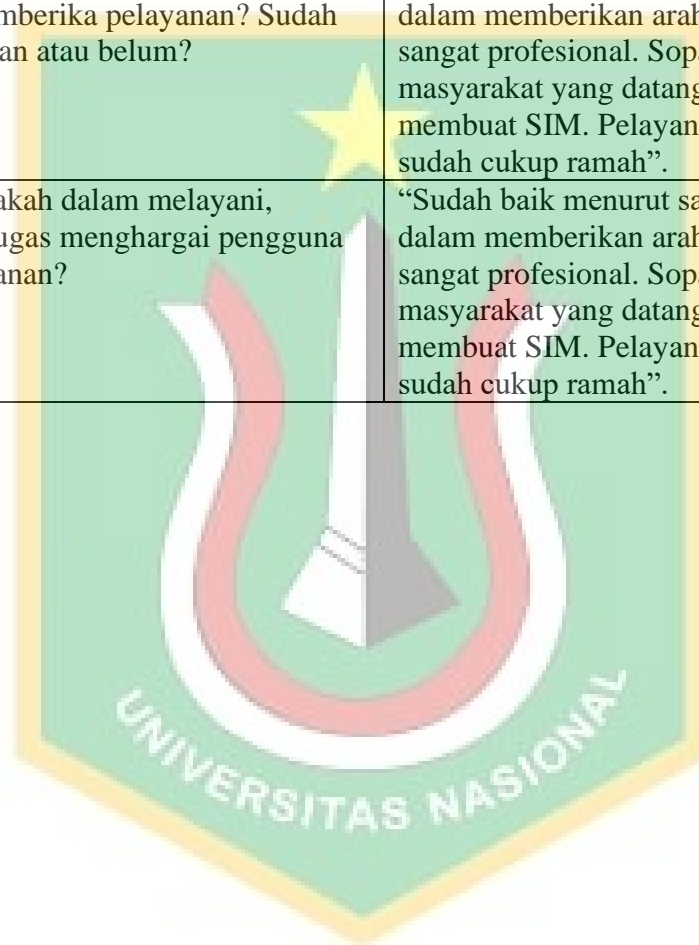 mberika pelayanan? Sudah
an atau belum?
dalam memberikan arah
sangat profesional. Sopa
masyarakat yang datang
membuat SIM. Pelayan
sudah cukup ramah”.
akah dalam melayani,
ugas menghargai pengguna
anan?
“Sudah baik menurut sa
dalam memberikan arah
sangat profesional. Sopa
masyarakat yang datang
membuat SIM. Pelayan
sudah cukup ramah”.
UNIVERSITAS NASIONAL